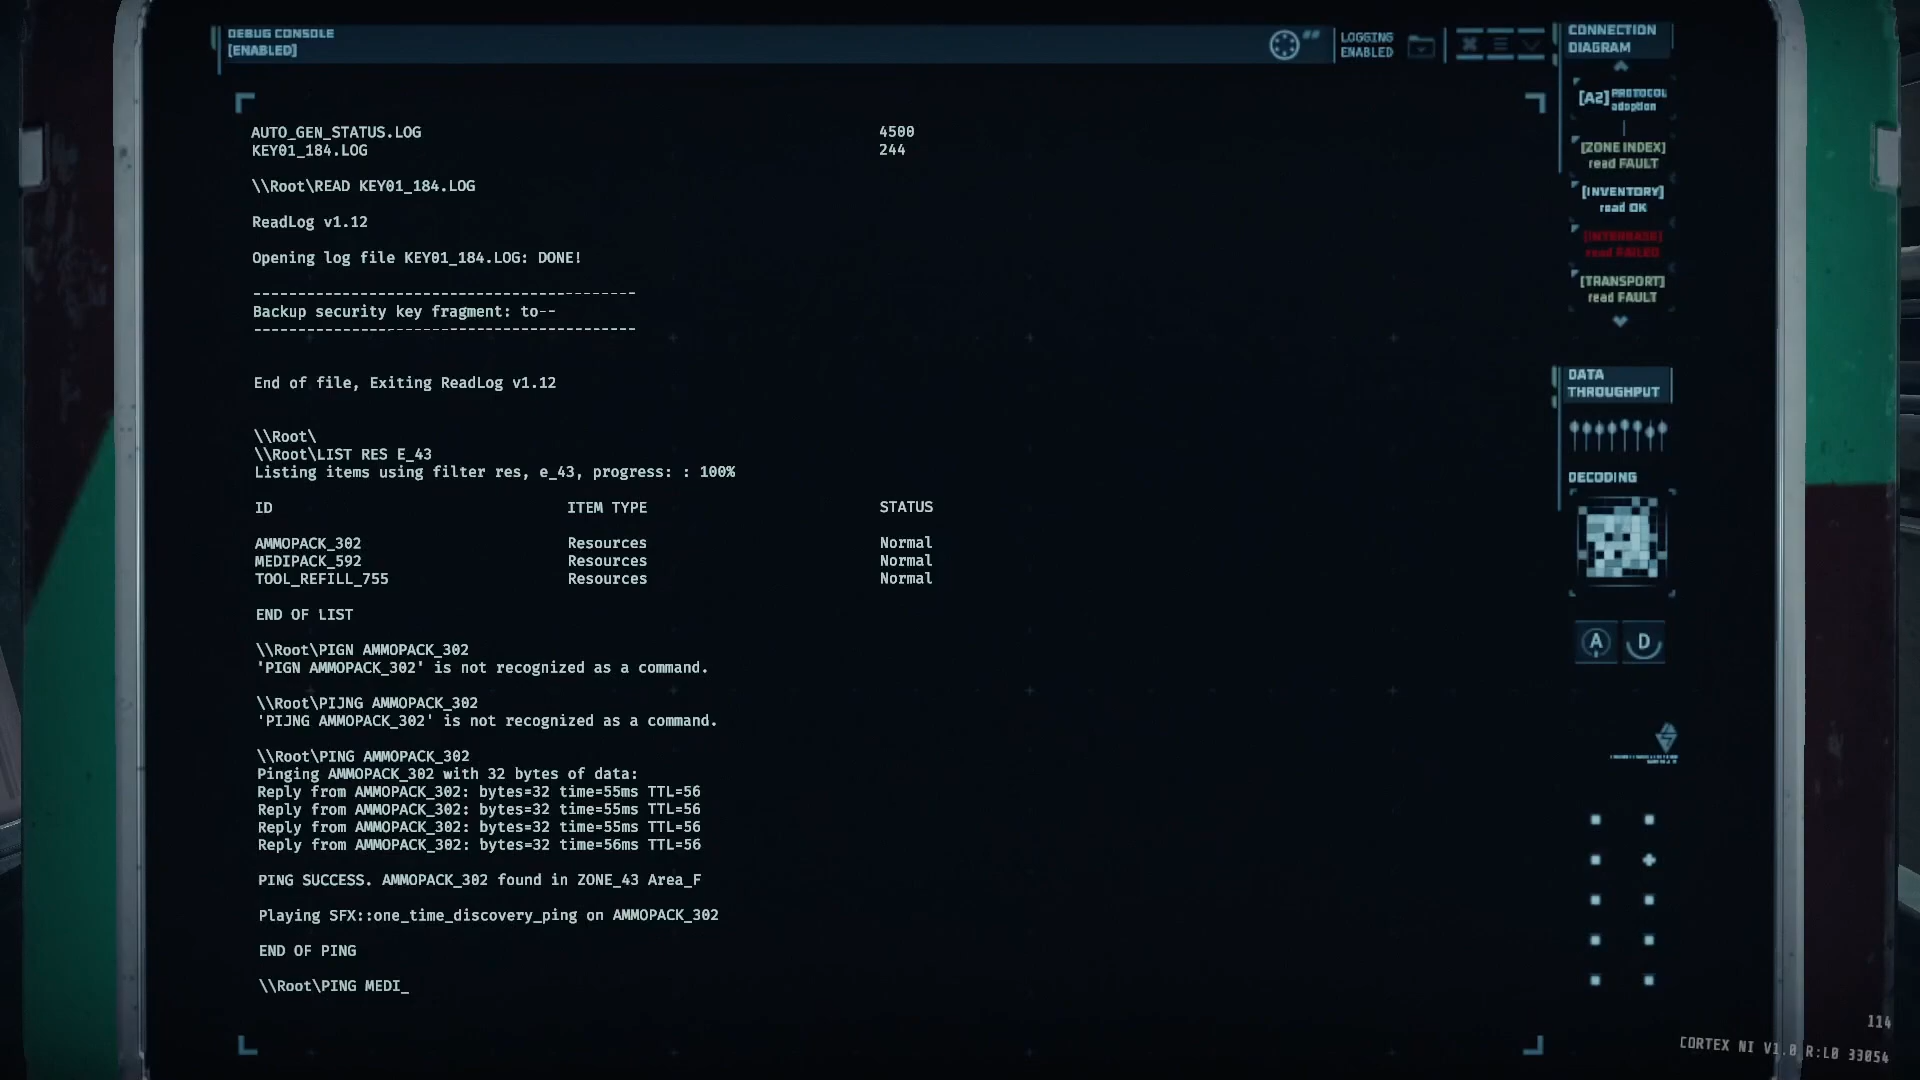 DEBUG CONSOLE
[ENABLED]
LOGGING
ENABLED
AUTO_GEN_STATUS.LOG 4500
KEY01_184.LOG 244
\\Root\READ KEY01_184.LOG
ReadLog v1.12
Opening log file KEY01_184.LOG: DONE!
-------------------------------------------
Backup security key fragment: to--
-------------------------------------------
End of file, Exiting ReadLog v1.12
\\Root\
\\Root\LIST RES E_43
Listing items using filter res, e_43, progress: : 100%
ID ITEM TYPE STATUS
AMMOPACK_302 Resources Normal
MEDIPACK_592 Resources Normal
TOOL_REFILL_755 Resources Normal
END OF LIST
\\Root\PIGN AMMOPACK_302
'PIGN AMMOPACK_302' is not recognized as a command.
\\Root\PIJNG AMMOPACK_302
'PIJNG AMMOPACK_302' is not recognized as a command.
\\Root\PING AMMOPACK_302
Pinging AMMOPACK_302 with 32 bytes of data:
Reply from AMMOPACK_302: bytes=32 time=55ms TTL=56
Reply from AMMOPACK_302: bytes=32 time=55ms TTL=56
Reply from AMMOPACK_302: bytes=32 time=55ms TTL=56
Reply from AMMOPACK_302: bytes=32 time=56ms TTL=56
PING SUCCESS. AMMOPACK_302 found in ZONE_43 Area_F
Playing SFX::one_time_discovery_ping on AMMOPACK_302
END OF PING
\\Root\PING MEDI_
CONNECTION
DIAGRAM
[A2] PROTOCOL
adoption
[ZONE INDEX]
read FAULT
[INVENTORY]
read OK
[INTERBASE]
read FAILED
[TRANSPORT]
read FAULT
DATA
THROUGHPUT
DECODING
A D
114
CORTEX NI V1.0 R:L0 33054